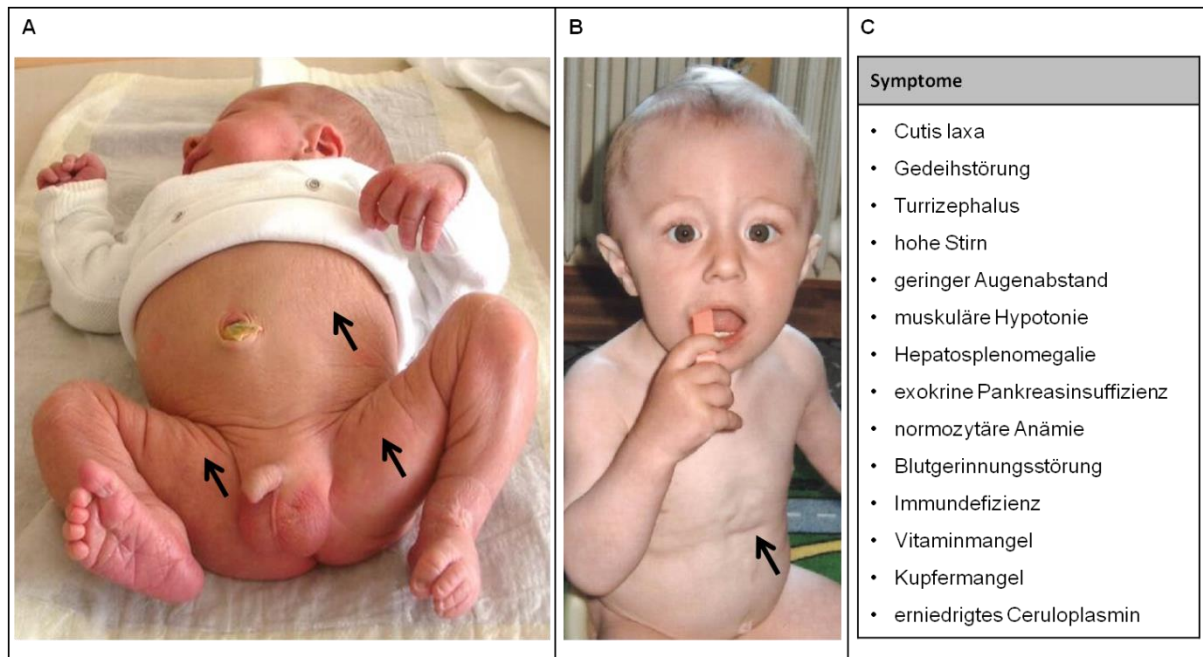 A
B
C
Symptome
• Cutis laxa
• Gedeihstörung
• Turrizephalus
• hohe Stirn
• geringer Augenabstand
• muskuläre Hypotonie
• Hepatosplenomegalie
• exokrine Pankreasinsuffizienz
• normozytäre Anämie
• Blutgerinnungsstörung
• Immundefizienz
• Vitaminmangel
• Kupfermangel
• erniedrigtes Ceruloplasmin